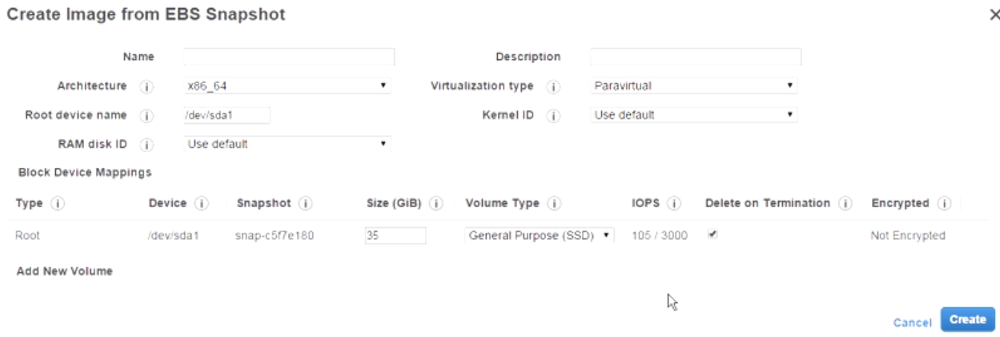 Create Image from EBS Snapshot
Name Description
Architecture x86_64 Virtualization type Paravirtual
Root device name /dev/sda1 Kernel ID Use default
RAM disk ID Use default
Block Device Mappings
Type Device Snapshot Size (GiB) Volume Type IOPS Delete on Termination Encrypted
Root /dev/sda1 snap-c5f7e180 35 General Purpose (SSD) 105 / 3000 Not Encrypted
Add New Volume
Cancel Create